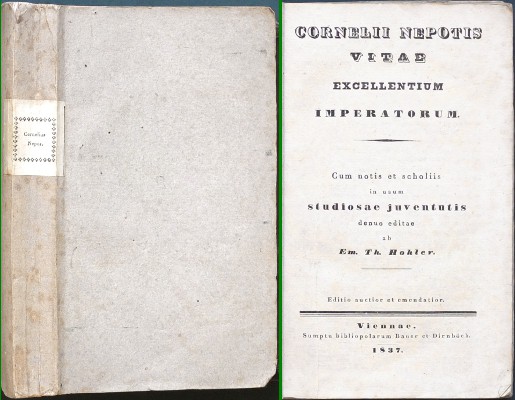 Cornelius
Nepos.
CORNELII NEPOTIS
VITAE
EXCELLENTIUM
IMPERATORUM.
Cum notis et scholiis
in usum
studiosae juventutis
denuo editae
ab
Em. Th. Hohler.
Editio auctior et emendatior.
Viennae.
Sumptu bibliopolarum Bauer et Dirnböck.
1837.